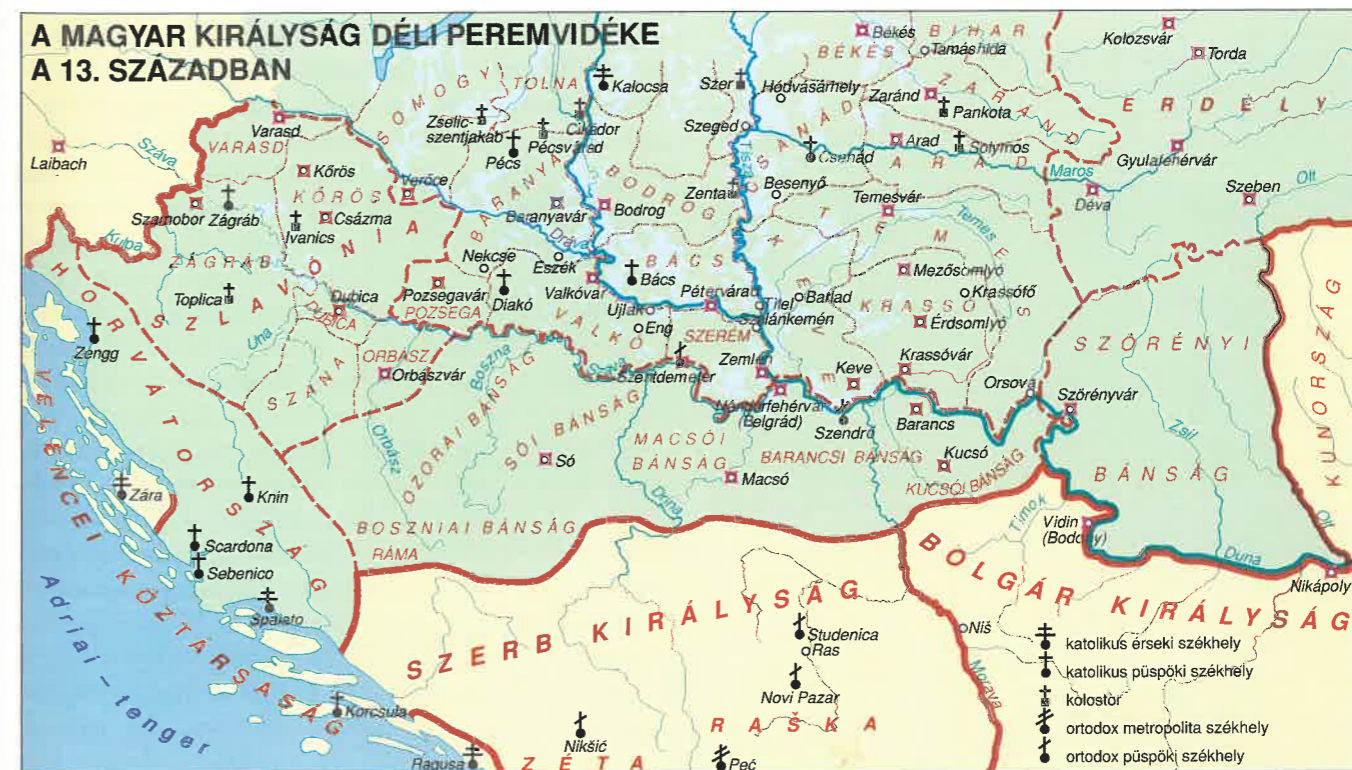 A MAGYAR KIRÁLYSÁG DÉLI PEREMVIDÉKE
A 13. SZÁZADBAN
Békés
BIHAR
BÉKÉS
Tamáshida
Kolozsvár
Torda
SOMOGY
TOLNA
Kalocsa
Szer
Hódvásárhely
Zaránd
Pankota
ZARÁND
ERDÉLY
Laibach
Száva
Varasd
VARASD
Zselic-
szentjakab
Cikádor
Pécsvárad
Pécs
Szeged
Tisza
CSANÁD
Csanád
Arad
ARAD
Solymos
Gyulafehérvár
Maros
Déva
Szeben
Olt
Kőrös
KŐRÖS
Verőce
BARANYA
BODROG
Zenta
Besenyő
Szamobor
Zágráb
Ivanics
Csázma
Baranyavár
Bodrog
Temesvár
TEMES
Temes
Kulpa
ZÁGRÁB
SZLAVÓNIA
Nekcse
Dráva
Eszék
BÁCS
Bács
KEVE
Mezősomlyó
Toplica
Dubica
DUBICA
Pozsegavár
POZSEGA
Diakó
Valkóvár
Pétervárad
Titel
Barlad
Krassófő
KRASSÓ
Érdsomlyó
Ujlak
Szalánkemén
Eng
VALKÓ
SZERÉM
Zengg
HORVÁTORSZÁG
Una
SZANA
ORBÁSZ
Orbászvár
Boszna
Száva
Szentdemeter
Zemlén
Keve
Krassóvár
Orsova
SZÖRÉNYI
BÁNSÁG
Szörényvár
KUNORSZÁG
Nándorfehérvár
(Belgrád)
Szendrő
Barancs
Zsil
Orbász
OZORAI BÁNSÁG
SÓI BÁNSÁG
Só
MACSÓI
BÁNSÁG
Macsó
BARANCSI BÁNSÁG
Kucsó
KUCSÓI BÁNSÁG
Drina
VELENCEI KÖZTÁRSASÁG
Zára
Knin
BOSZNIAI BÁNSÁG
RÁMA
Timok
Vidin
(Bodony)
Duna
Olt
Nikápoly
Scardona
Sebenico
Spalato
Adriai – tenger
SZERB KIRÁLYSÁG
BOLGÁR KIRÁLYSÁG
Studenica
Ras
Niš
Morava
Novi Pazar
Korcsula
RAŠKA
Nikšić
Ragusa
ZÉTA
Peć
katolikus érseki székhely
katolikus püspöki székhely
kolostor
ortodox metropolita székhely
ortodox püspöki székhely